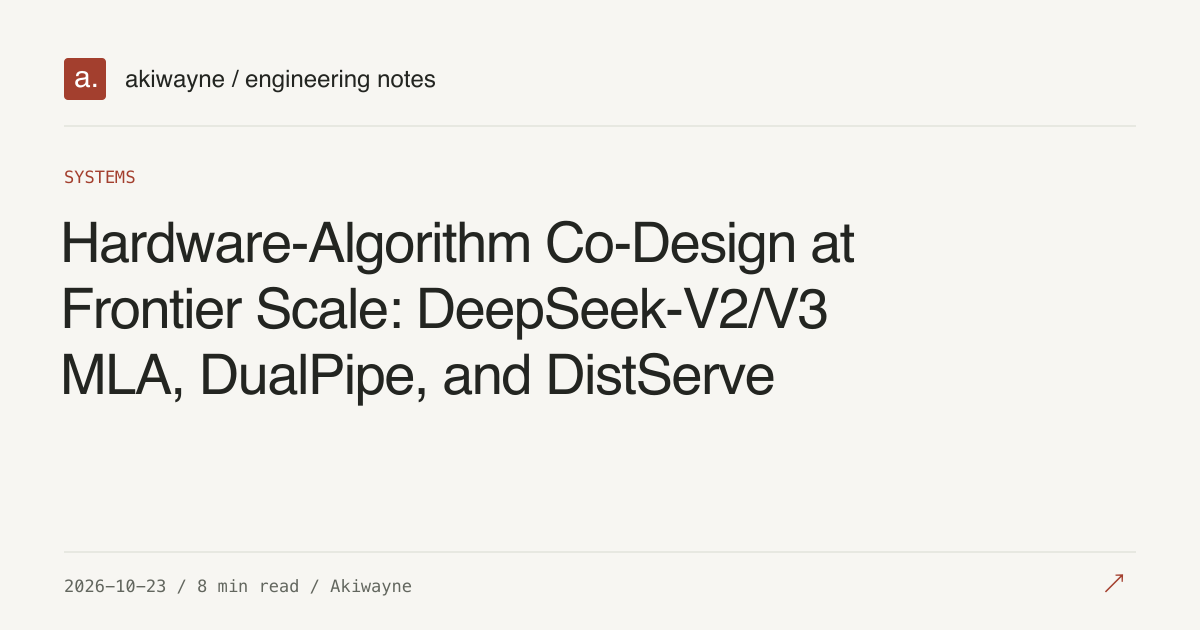 a.
akiwayne / engineering notes
SYSTEMS
Hardware-Algorithm Co-Design at
Frontier Scale: DeepSeek-V2/V3
MLA, DualPipe, and DistServe
2026-10-23 / 8 min read / Akiwayne